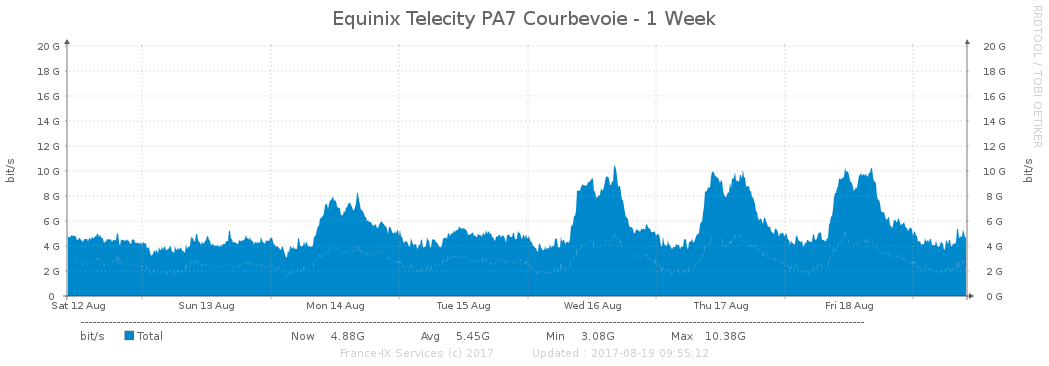 Equinix Telecity PA7 Courbevoie - 1 Week
RRDTOOL / TOBI OETIKER
bit/s
20 G
18 G
16 G
14 G
12 G
10 G
8 G
6 G
4 G
2 G
0
20 G
18 G
16 G
14 G
12 G
10 G
8 G
6 G
4 G
2 G
0 G
bit/s
Sat 12 Aug Sun 13 Aug Mon 14 Aug Tue 15 Aug Wed 16 Aug Thu 17 Aug Fri 18 Aug
bit/s Total Now 4.88G Avg 5.45G Min 3.08G Max 10.38G
France-IX Services (c) 2017 Updated : 2017-08-19 09:55:12